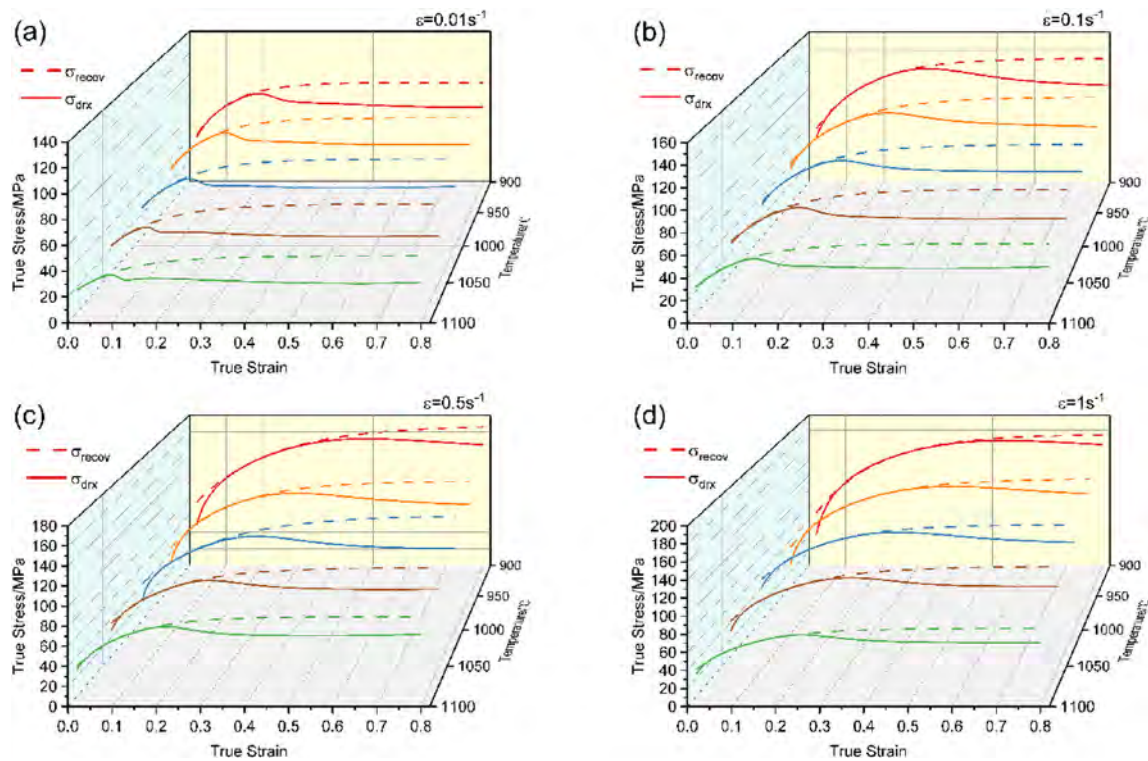 (a)
ε=0.01s⁻¹
σrecov
σdrx
140
120
100
80
60
40
20
0
True Stress/MPa
0.0 0.1 0.2 0.3 0.4 0.5 0.6 0.7 0.8
True Strain
900
950
1000
1050
1100
Temperature/℃
(b)
ε=0.1s⁻¹
σrecov
σdrx
160
140
120
100
80
60
40
20
0
True Stress/MPa
0.0 0.1 0.2 0.3 0.4 0.5 0.6 0.7 0.8
True Strain
900
950
1000
1050
1100
Temperature/℃
(c)
ε=0.5s⁻¹
σrecov
σdrx
180
160
140
120
100
80
60
40
20
0
True Stress/MPa
0.0 0.1 0.2 0.3 0.4 0.5 0.6 0.7 0.8
True Strain
900
950
1000
1050
1100
Temperature/℃
(d)
ε=1s⁻¹
σrecov
σdrx
200
180
160
140
120
100
80
60
40
20
0
True Stress/MPa
0.0 0.1 0.2 0.3 0.4 0.5 0.6 0.7 0.8
True Strain
900
950
1000
1050
1100
Temperature/℃